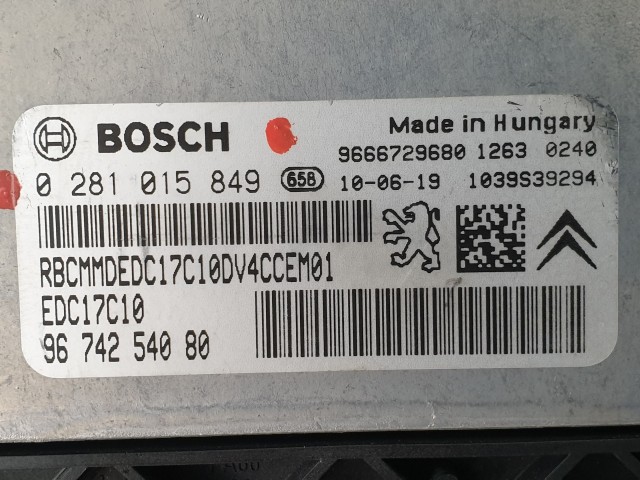 BOSCH
Made in Hungary
9666729680 1263 0240
0 281 015 849 658 10-06-19 1039S39294
RBCMMDEDC17C10DV4CCEM01
EDC17C10
96 742 540 80